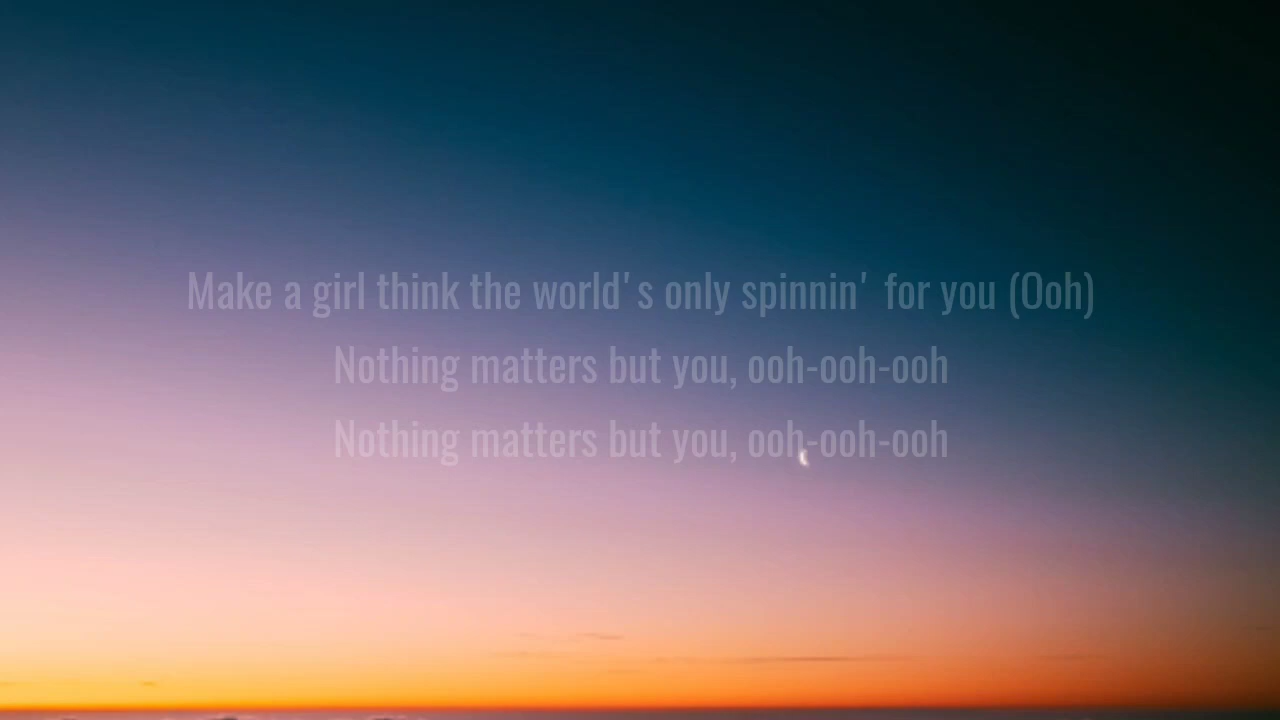 Make a girl think the world's only spinnin' for you (Ooh)
Nothing matters but you, ooh-ooh-ooh
Nothing matters but you, ooh-ooh-ooh